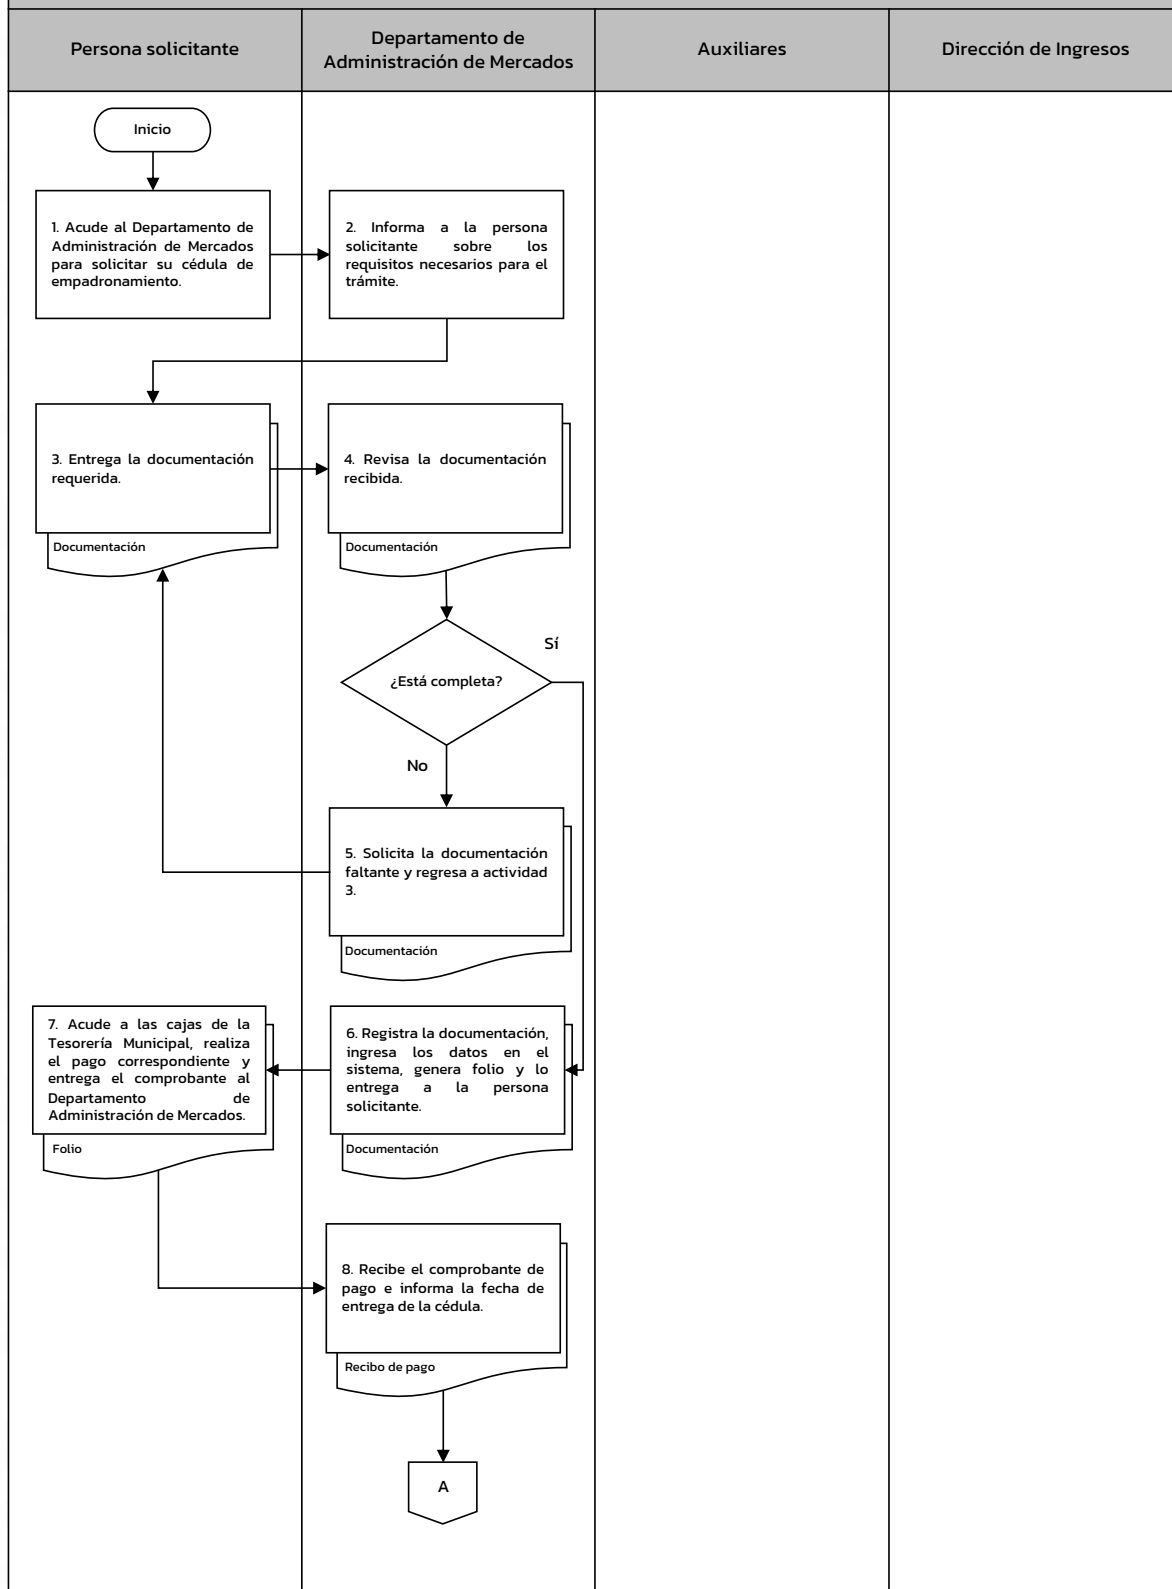 Persona solicitante
Departamento de
Administración de Mercados
Auxiliares
Dirección de Ingresos
Inicio
1. Acude al Departamento de
Administración de Mercados
para solicitar su cédula de
empadronamiento.
2. Informa a la persona
solicitante sobre los
requisitos necesarios para el
trámite.
3. Entrega la documentación
requerida.
Documentación
4. Revisa la documentación
recibida.
Documentación
¿Está completa?
Sí
No
5. Solicita la documentación
faltante y regresa a actividad
3.
Documentación
7. Acude a las cajas de la
Tesorería Municipal, realiza
el pago correspondiente y
entrega el comprobante al
Departamento de
Administración de Mercados.
Folio
6. Registra la documentación,
ingresa los datos en el
sistema, genera folio y lo
entrega a la persona
solicitante.
Documentación
8. Recibe el comprobante de
pago e informa la fecha de
entrega de la cédula.
Recibo de pago
A